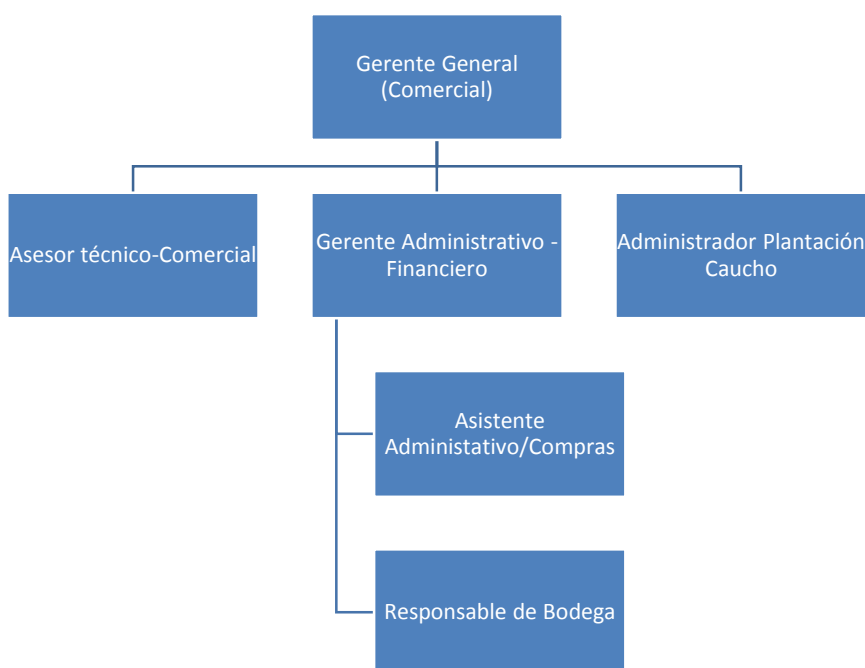 Gerente General
(Comercial)
Asesor técnico-Comercial
Gerente Administrativo -
Financiero
Administrador Plantación
Caucho
Asistente
Administativo/Compras
Responsable de Bodega